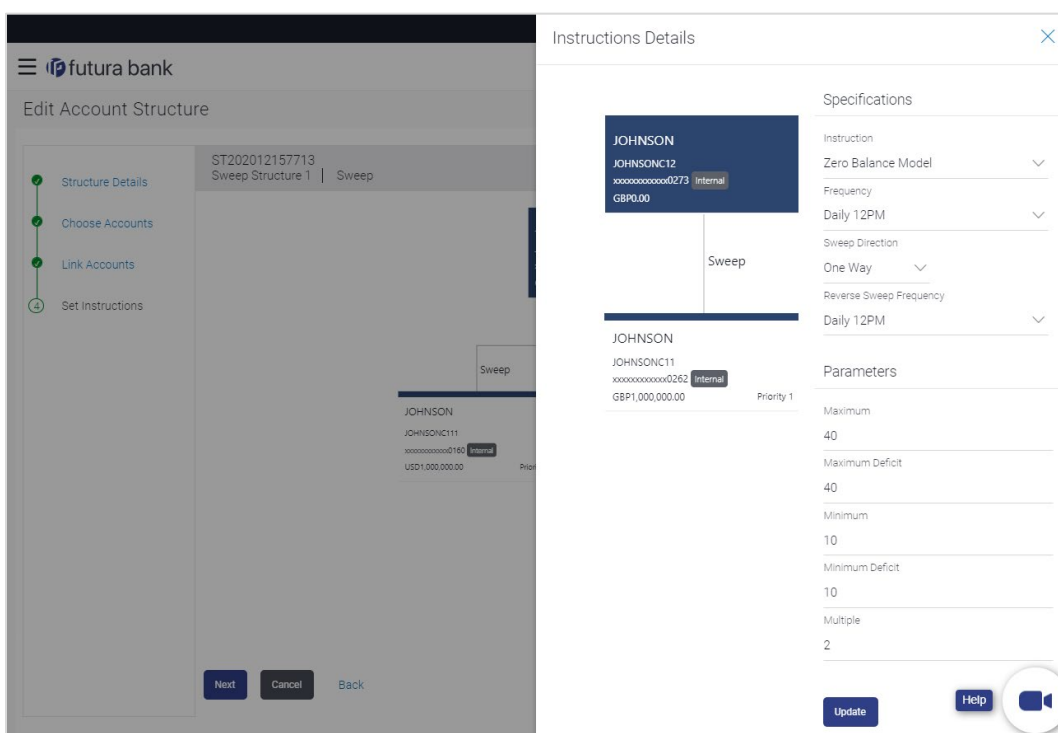 futura bank
Edit Account Structure
ST202012157713
Sweep Structure 1 | Sweep
Structure Details
Choose Accounts
Link Accounts
4 Set Instructions
Sweep
JOHNSON
JOHNSONC111
xxxxxxxxxxxx0160 Internal
USD1,000,000.00
Next Cancel Back
Instructions Details
JOHNSON
JOHNSONC12
xxxxxxxxxxxx0273 Internal
GBP0.00
Sweep
JOHNSON
JOHNSONC11
xxxxxxxxxxxx0262 Internal
GBP1,000,000.00 Priority 1
Specifications
Instruction
Zero Balance Model
Frequency
Daily 12PM
Sweep Direction
One Way
Reverse Sweep Frequency
Daily 12PM
Parameters
Maximum
40
Maximum Deficit
40
Minimum
10
Minimum Deficit
10
Multiple
2
Update
Help